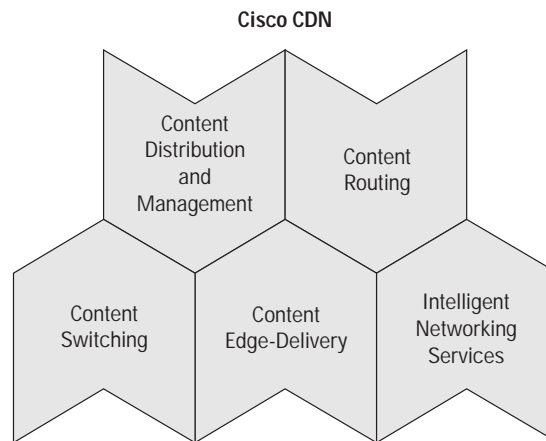 Cisco CDN
Content
Distribution
and
Management
Content
Routing
Content
Switching
Content
Edge-Delivery
Intelligent
Networking
Services